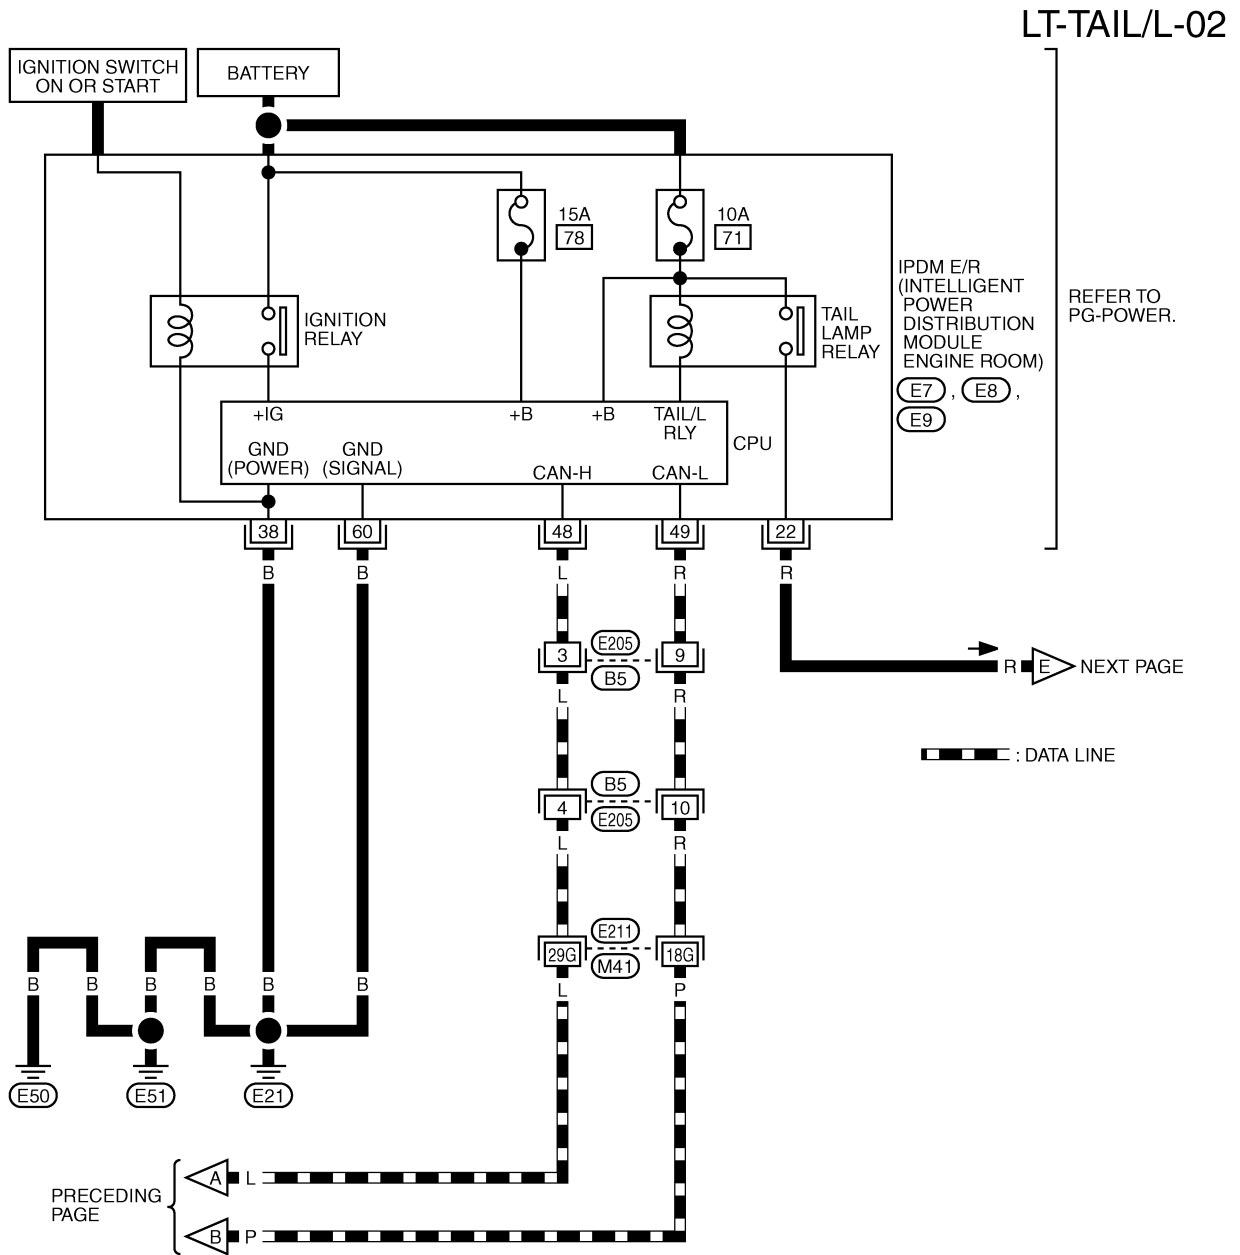 LT-TAIL/L-02
IGNITION SWITCH
ON OR START
BATTERY
15A
78
10A
71
IPDM E/R
(INTELLIGENT
POWER
DISTRIBUTION
MODULE
ENGINE ROOM)
E7 , E8 ,
E9
REFER TO
PG-POWER.
IGNITION
RELAY
TAIL
LAMP
RELAY
+IG
+B
+B
TAIL/L
RLY
CPU
GND
(POWER)
GND
(SIGNAL)
CAN-H
CAN-L
38
60
48
49
22
B
B
L
R
R
3
E205
9
B5
L
R
R
E
NEXT PAGE
: DATA LINE
B5
4
10
E205
L
R
E211
29G
18G
M41
B
B
B
B
B
B
L
P
E50
E51
E21
PRECEDING
PAGE
A
L
B
P